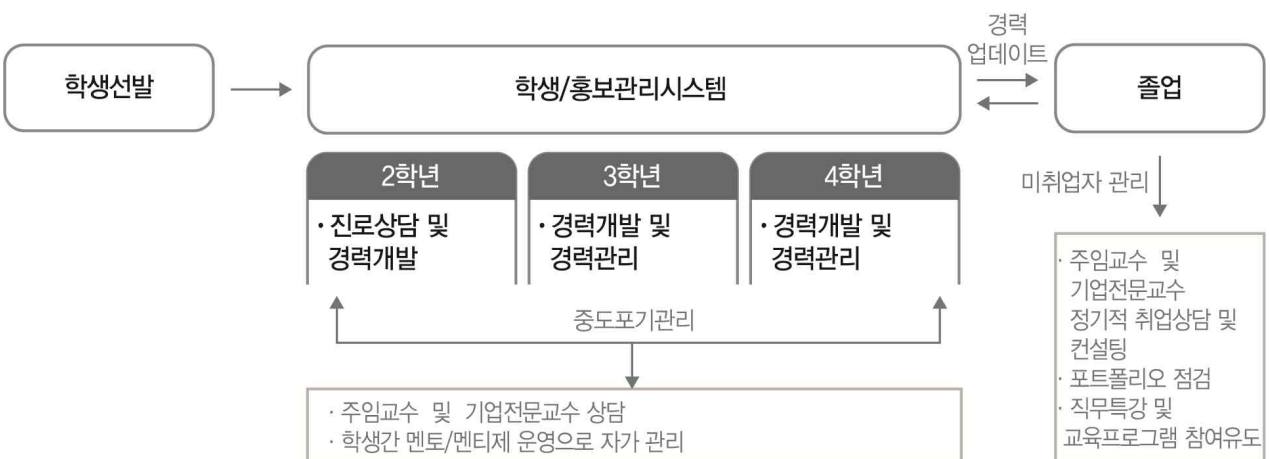 경력
업데이트
학생선발
학생/홍보관리시스템
졸업
2학년
3학년
4학년
· 진로상담 및
경력개발
· 경력개발 및
경력관리
· 경력개발 및
경력관리
미취업자 관리
· 주임교수 및
기업전문교수
정기적 취업상담 및
컨설팅
· 포트폴리오 점검
· 직무특강 및
교육프로그램 참여유도
중도포기관리
· 주임교수 및 기업전문교수 상담
· 학생간 멘토/멘티제 운영으로 자가 관리